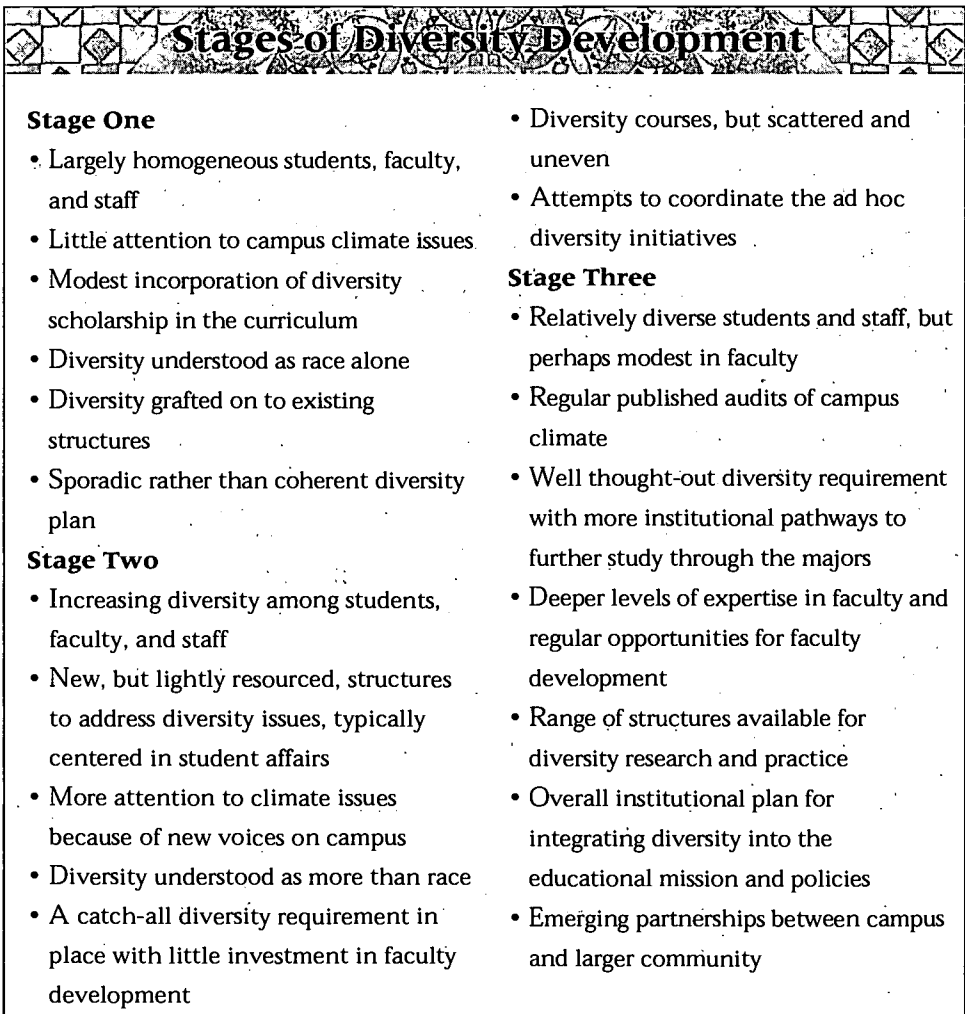 Stages of Diversity Development
Stage One
• Largely homogeneous students, faculty,
and staff
• Little attention to campus climate issues
• Modest incorporation of diversity
scholarship in the curriculum
• Diversity understood as race alone
• Diversity grafted on to existing
structures
• Sporadic rather than coherent diversity
plan
Stage Two
• Increasing diversity among students,
faculty, and staff
• New, but lightly resourced, structures
to address diversity issues, typically
centered in student affairs
• More attention to climate issues
because of new voices on campus
• Diversity understood as more than race
• A catch-all diversity requirement in
place with little investment in faculty
development
• Diversity courses, but scattered and
uneven
• Attempts to coordinate the ad hoc
diversity initiatives
Stage Three
• Relatively diverse students and staff, but
perhaps modest in faculty
• Regular published audits of campus
climate
• Well thought-out diversity requirement
with more institutional pathways to
further study through the majors
• Deeper levels of expertise in faculty and
regular opportunities for faculty
development
• Range of structures available for
diversity research and practice
• Overall institutional plan for
integrating diversity into the
educational mission and policies
• Emerging partnerships between campus
and larger community